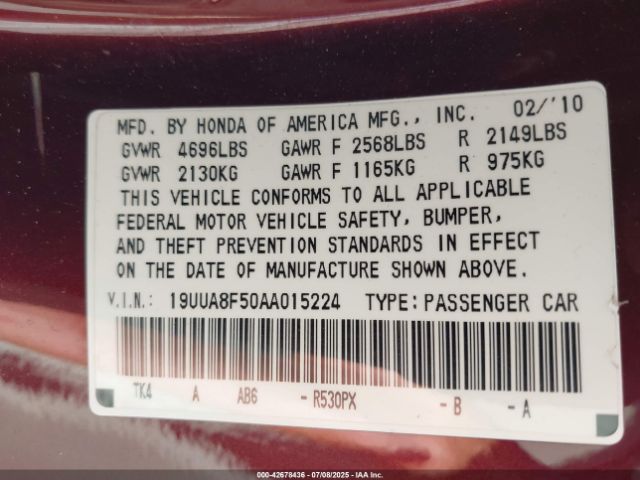 MFD. BY HONDA OF AMERICA MFG., INC. 02/'10
GVWR 4696LBS GAWR F 2568LBS R 2149LBS
GVWR 2130KG GAWR F 1165KG R 975KG
THIS VEHICLE CONFORMS TO ALL APPLICABLE
FEDERAL MOTOR VEHICLE SAFETY, BUMPER,
AND THEFT PREVENTION STANDARDS IN EFFECT
ON THE DATE OF MANUFACTURE SHOWN ABOVE.
V.I.N.: 19UUA8F50AA015224 TYPE: PASSENGER CAR
TK4 A AB6 - R530PX - B - A
000-42678436 - 07/08/2025 - IAA Inc.